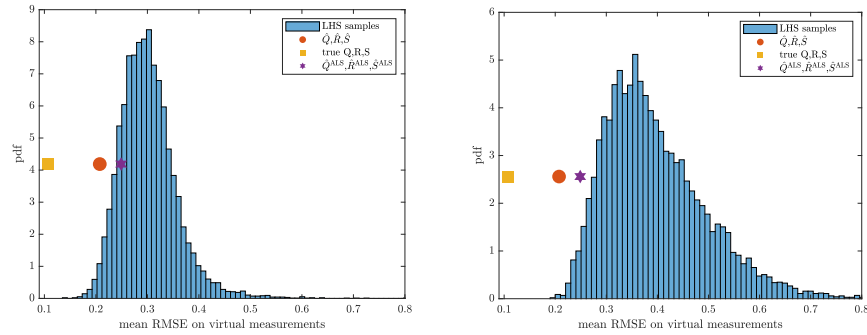 9
8
7
6
5
4
3
2
1
0
pdf
0.1 0.2 0.3 0.4 0.5 0.6 0.7 0.8
mean RMSE on virtual measurements
LHS samples
Q̂,R̂,Ŝ
true Q,R,S
Q̂ᴬᴸˢ,R̂ᴬᴸˢ,Ŝᴬᴸˢ
6
5
4
3
2
1
0
pdf
0.1 0.2 0.3 0.4 0.5 0.6 0.7 0.8
mean RMSE on virtual measurements
LHS samples
Q̂,R̂,Ŝ
true Q,R,S
Q̂ᴬᴸˢ,R̂ᴬᴸˢ,Ŝᴬᴸˢ